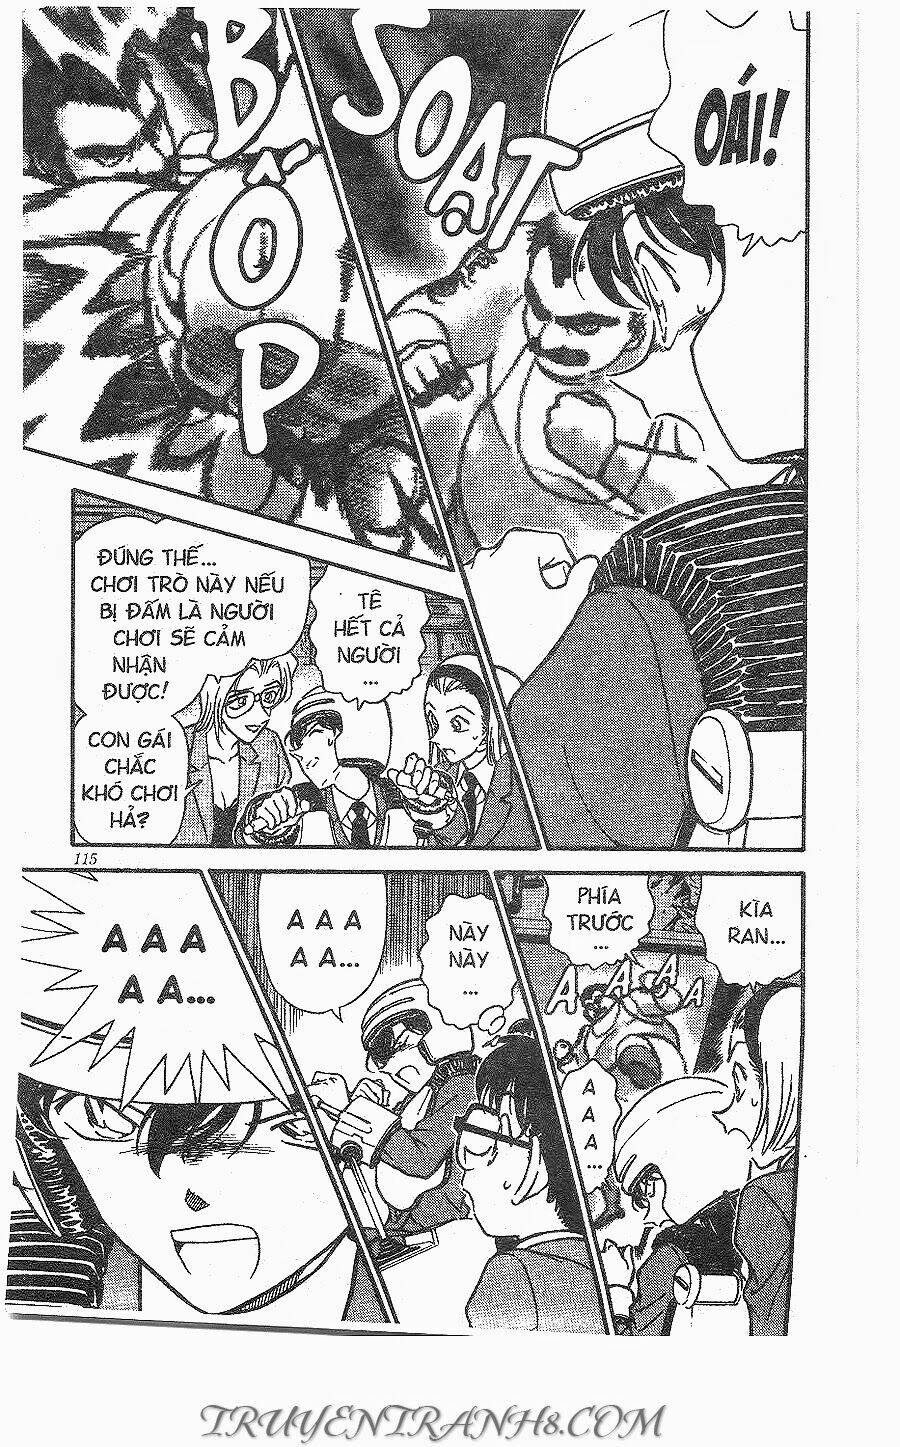 OÁI!
SOẠT
BỐP
TÊ
HẾT CẢ
NGƯỜI
...
ĐÚNG THẾ...
CHƠI TRÒ NÀY NẾU
BỊ ĐẤM LÀ NGƯỜI
CHƠI SẼ CẢM
NHẬN
ĐƯỢC!
CON GÁI
CHẮC
KHÓ CHƠI
HẢ?
115
KÌA
RAN...
PHÍA
TRƯỚC
...
A A A A
A
A
A...
NÀY
NÀY
...
A A A
A A...
A A A
A A...
TRUYENTRANH8.COM